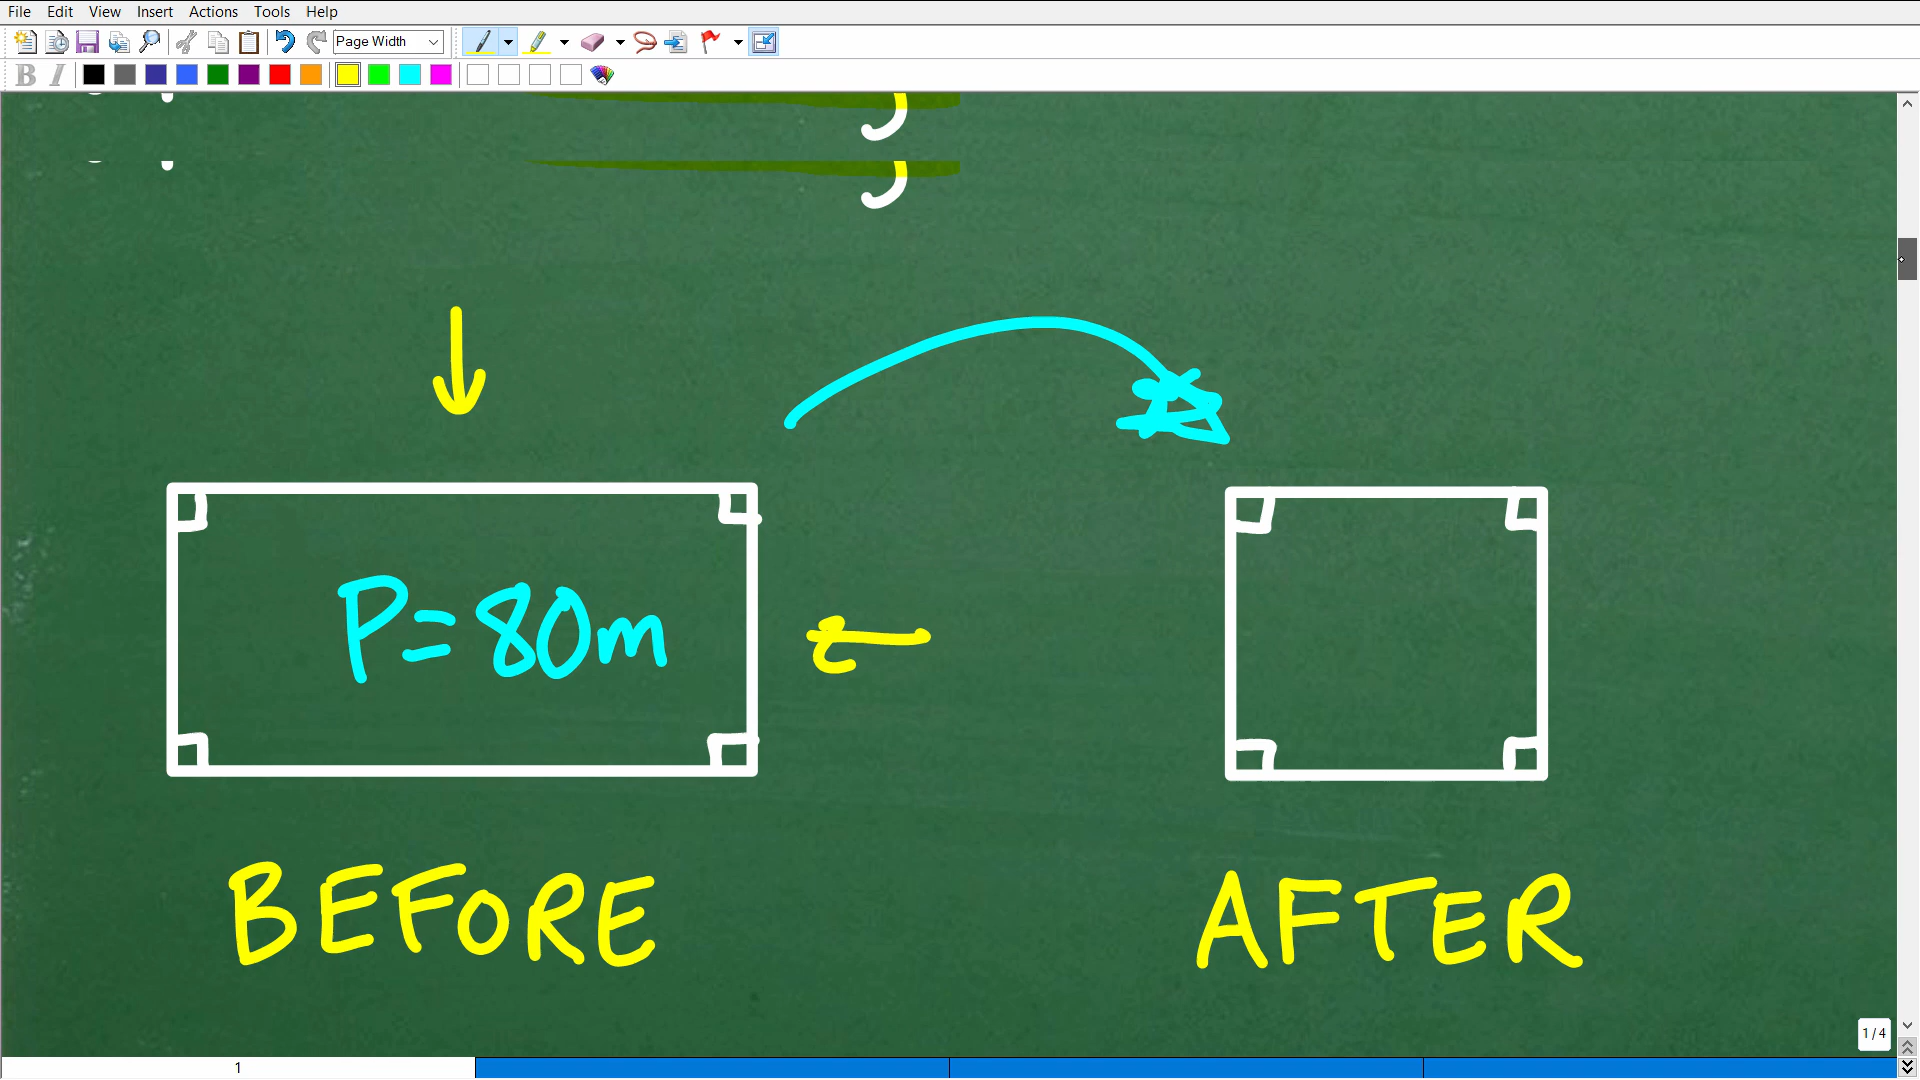 File Edit View Insert Actions Tools Help
Page Width
B I
P=80m
BEFORE
AFTER
1 / 4
1